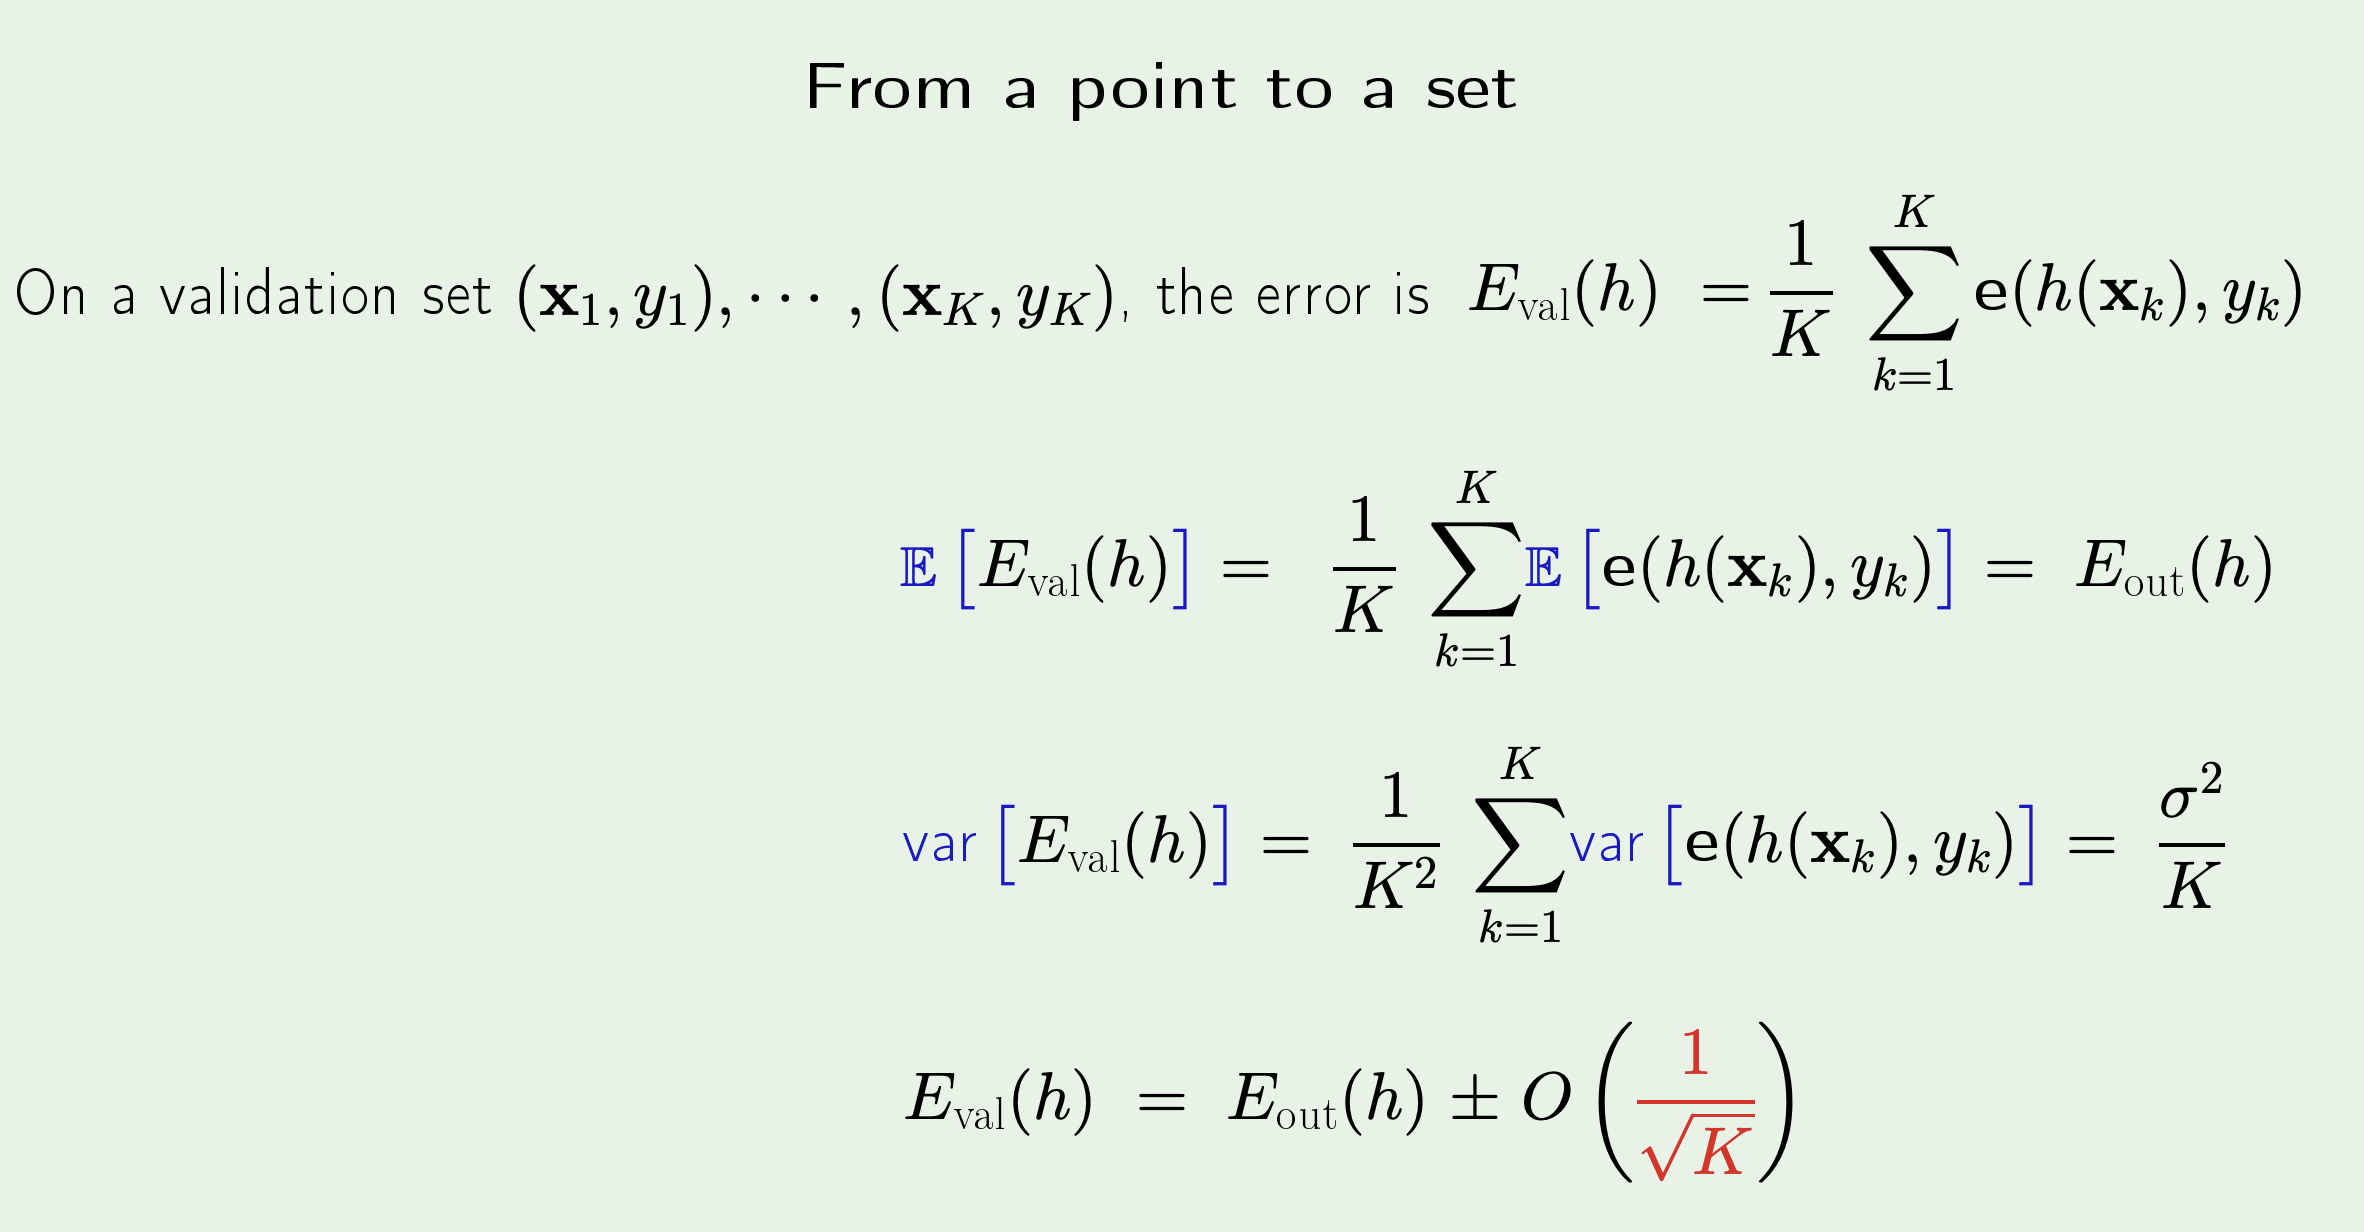 From a point to a set
On a validation set $(\mathbf{x}_1, y_1), \cdots, (\mathbf{x}_K, y_K)$, the error is $E_{\text{val}}(h) = \frac{1}{K} \sum_{k=1}^{K} \mathbf{e}(h(\mathbf{x}_k), y_k)$
$\mathbb{E}\left[E_{\text{val}}(h)\right] = \frac{1}{K} \sum_{k=1}^{K} \mathbb{E}\left[\mathbf{e}(h(\mathbf{x}_k), y_k)\right] = E_{\text{out}}(h)$
$\text{var}\left[E_{\text{val}}(h)\right] = \frac{1}{K^2} \sum_{k=1}^{K} \text{var}\left[\mathbf{e}(h(\mathbf{x}_k), y_k)\right] = \frac{\sigma^2}{K}$
$E_{\text{val}}(h) = E_{\text{out}}(h) \pm O\left(\frac{1}{\sqrt{K}}\right)$